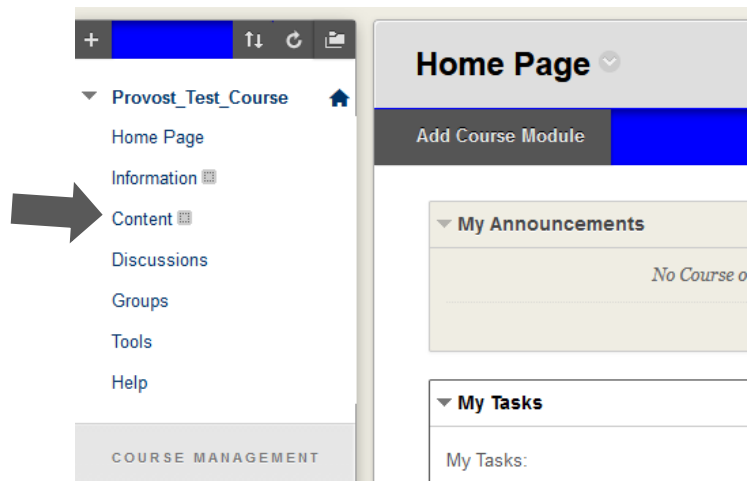 Provost_Test_Course
Home Page
Information
Content
Discussions
Groups
Tools
Help
COURSE MANAGEMENT
Home Page
Add Course Module
My Announcements
No Course o
My Tasks
My Tasks: